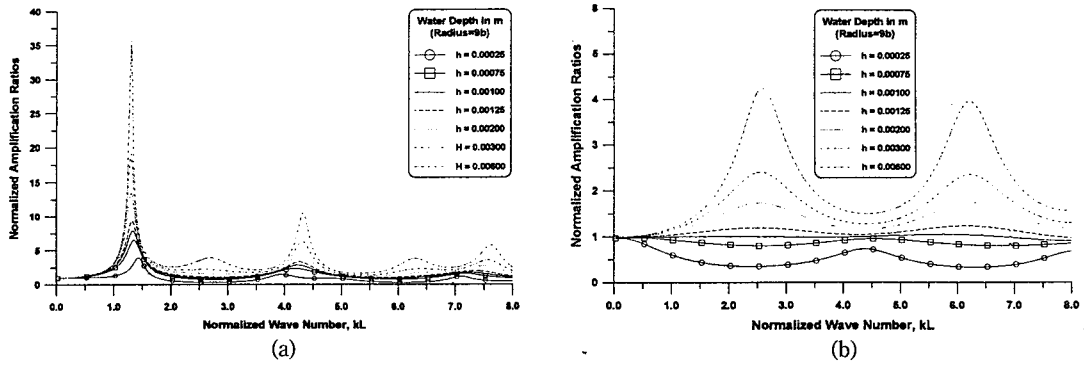 Normalized Amplification Ratios
40
35
30
25
20
15
10
5
0
0.0 1.0 2.0 3.0 4.0 5.0 6.0 7.0 8.0
Normalized Wave Number, kL
Water Depth in m
(Radius=9b)
h = 0.00025
h = 0.00075
h = 0.00100
h = 0.00125
h = 0.00200
H = 0.00300
H = 0.00600
(a)
Normalized Amplification Ratios
8
6
4
2
1
0
0.0 1.0 2.0 3.0 4.0 5.0 6.0 7.0 8.0
Normalized Wave Number, kL
Water Depth in m
(Radius=9b)
h = 0.00025
h = 0.00075
h = 0.00100
h = 0.00125
h = 0.00200
h = 0.00300
h = 0.00600
(b)